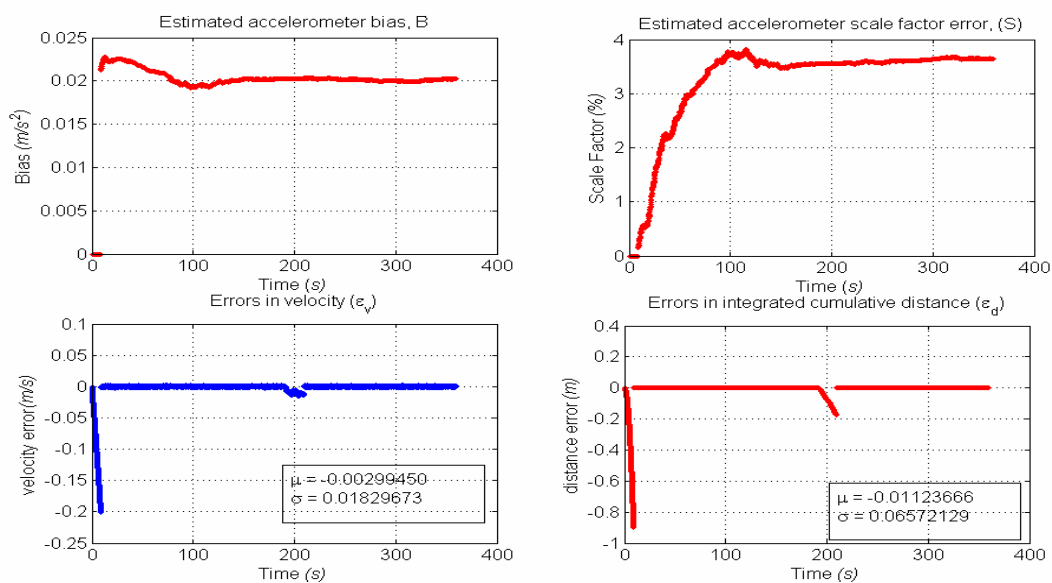 Estimated accelerometer bias, B
0.025
0.02
0.015
0.01
0.005
0
Bias (m/s²)
0
100
200
300
400
Time (s)
Estimated accelerometer scale factor error, (S)
4
3
2
1
0
Scale Factor (%)
0
100
200
300
400
Time (s)
Errors in velocity (εv)
0.1
0.05
0
-0.05
-0.1
-0.15
-0.2
-0.25
velocity error(m/s)
μ = -0.00299450
σ = 0.01829673
0
100
200
300
400
Time (s)
Errors in integrated cumulative distance (εd)
0.4
0.2
0
-0.2
-0.4
-0.6
-0.8
-1
distance error (m)
μ = -0.01123666
σ = 0.06572129
0
100
200
300
400
Time (s)